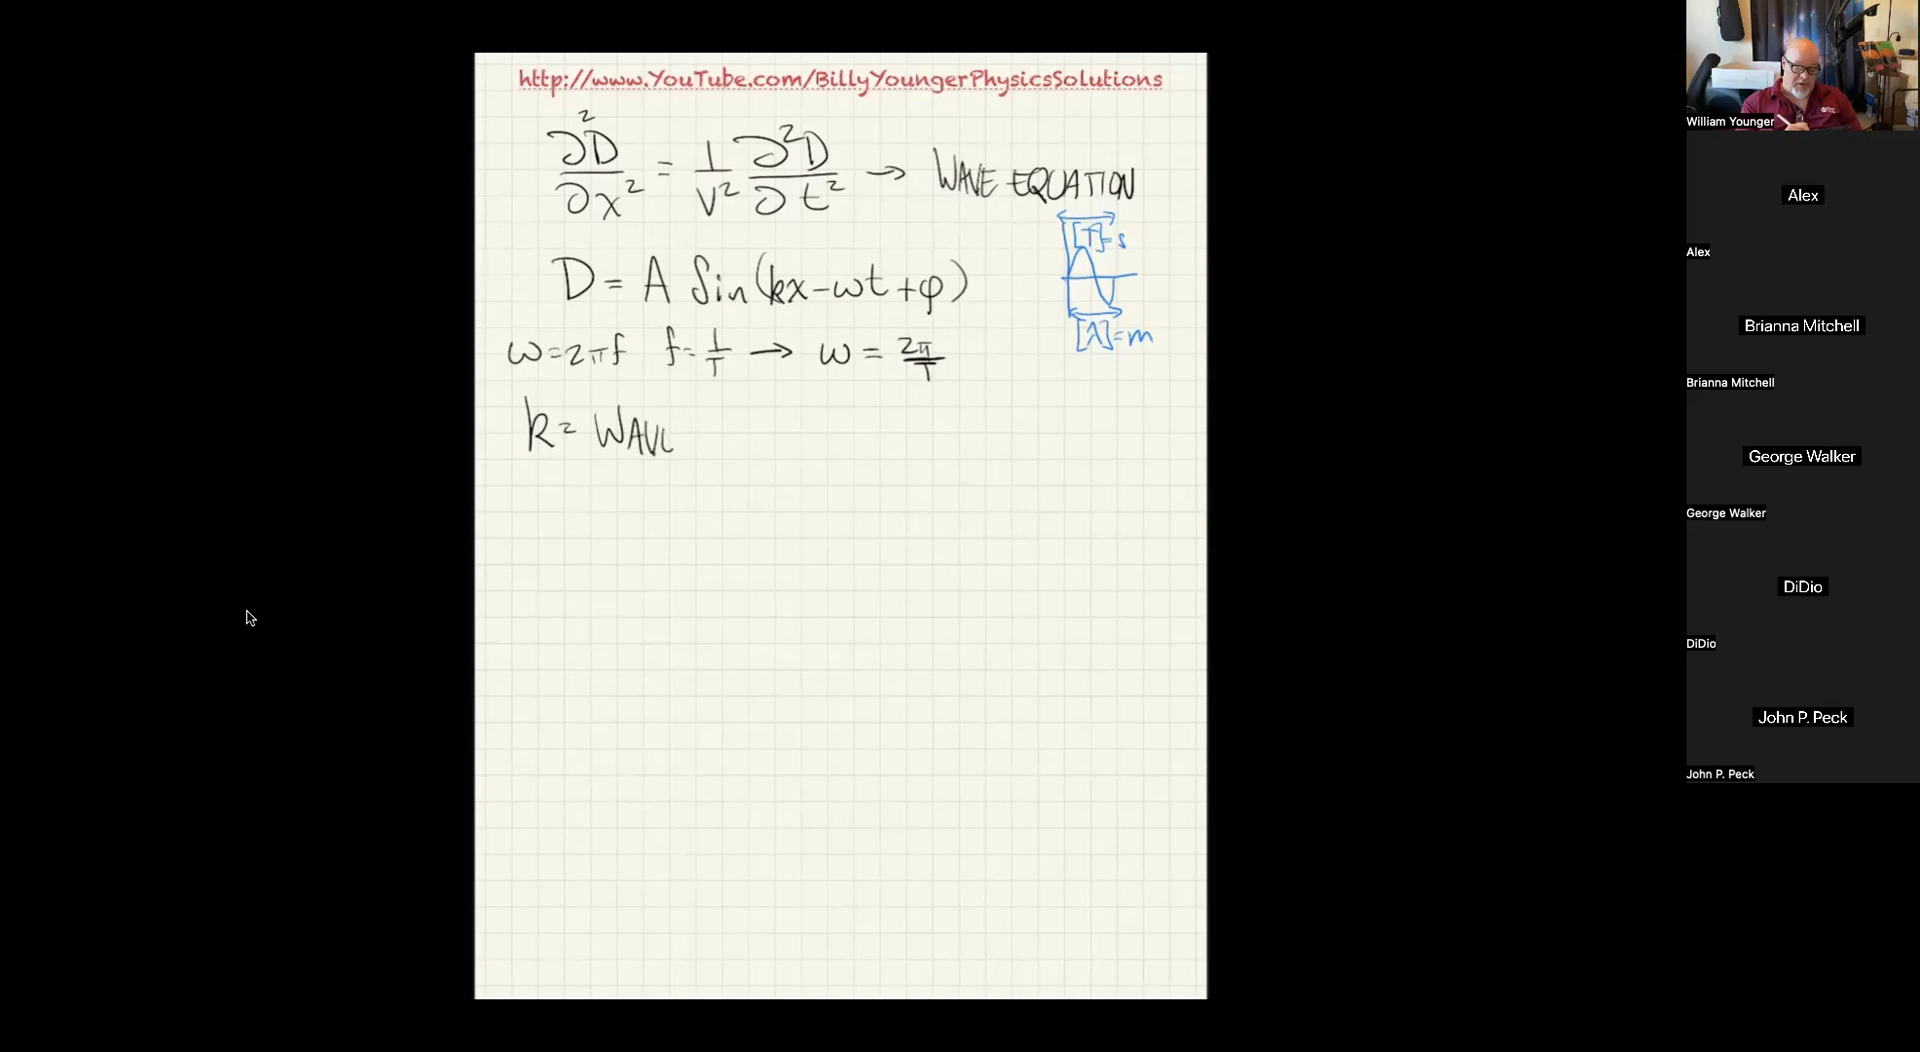 http://www.YouTube.com/BillyYoungerPhysicsSolutions
∂²D/∂x² = 1/v² ∂²D/∂t² → WAVE EQUATION
[T]=s
D = A Sin(kx-ωt+φ)
[λ]=m
ω=2πf f=1/T → ω = 2π/T
k= WAVE
William Younger
Alex
Alex
Brianna Mitchell
Brianna Mitchell
George Walker
George Walker
DiDio
DiDio
John P. Peck
John P. Peck